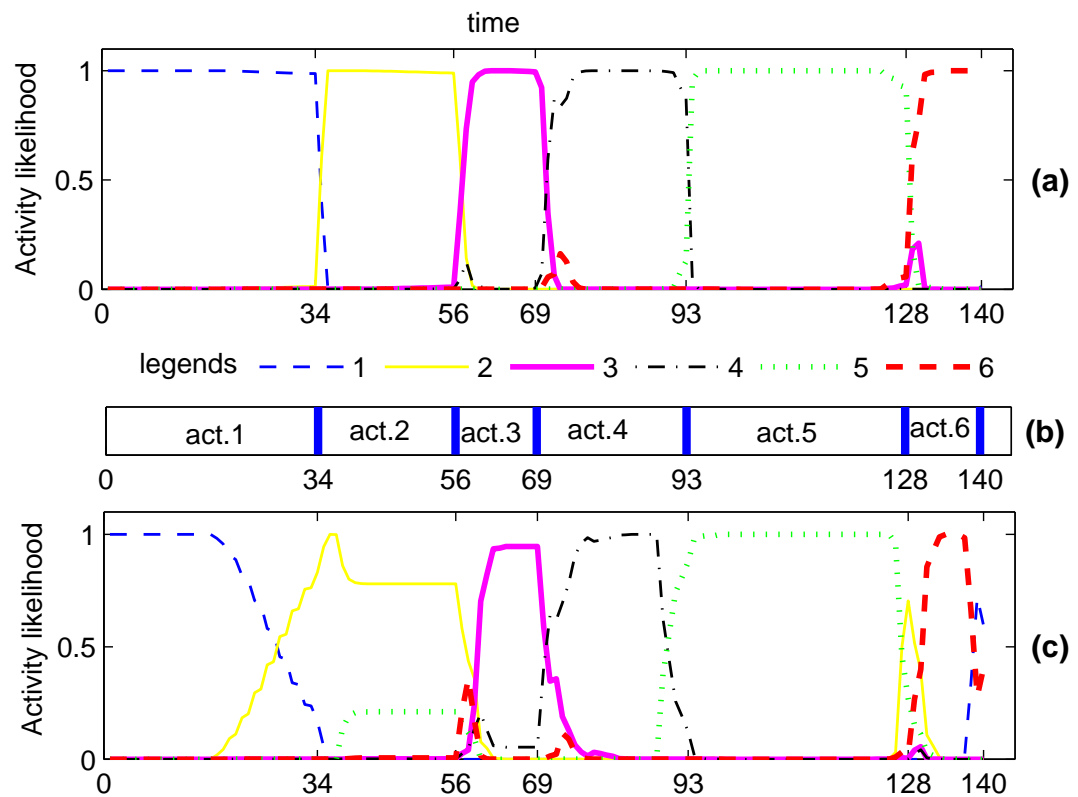 time
Activity likelihood
1
0.5
0
0 34 56 69 93 128 140
(a)
legends 1 2 3 4 5 6
act.1 act.2 act.3 act.4 act.5 act.6
(b)
0 34 56 69 93 128 140
Activity likelihood
1
0.5
0
(c)
0 34 56 69 93 128 140